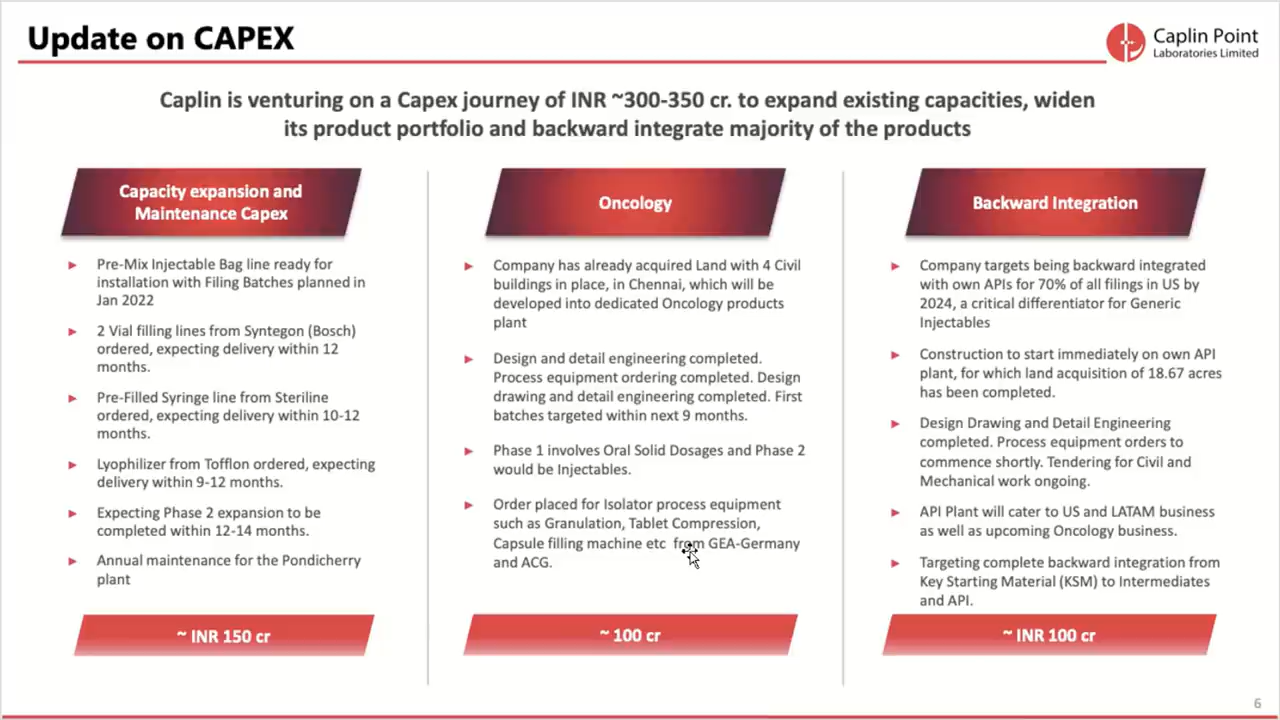 Update on CAPEX
Caplin Point
Laboratories Limited
Caplin is venturing on a Capex journey of INR ~300-350 cr. to expand existing capacities, widen
its product portfolio and backward integrate majority of the products
Capacity expansion and
Maintenance Capex
Pre-Mix Injectable Bag line ready for
installation with Filing Batches planned in
Jan 2022
2 Vial filling lines from Syntegon (Bosch)
ordered, expecting delivery within 12
months.
Pre-Filled Syringe line from Steriline
ordered, expecting delivery within 10-12
months.
Lyophilizer from Tofflon ordered, expecting
delivery within 9-12 months.
Expecting Phase 2 expansion to be
completed within 12-14 months.
Annual maintenance for the Pondicherry
plant
~ INR 150 cr
Oncology
Company has already acquired Land with 4 Civil
buildings in place, in Chennai, which will be
developed into dedicated Oncology products
plant
Design and detail engineering completed.
Process equipment ordering completed. Design
drawing and detail engineering completed. First
batches targeted within next 9 months.
Phase 1 involves Oral Solid Dosages and Phase 2
would be Injectables.
Order placed for Isolator process equipment
such as Granulation, Tablet Compression,
Capsule filling machine etc from GEA-Germany
and ACG.
~ 100 cr
Backward Integration
Company targets being backward integrated
with own APIs for 70% of all filings in US by
2024, a critical differentiator for Generic
Injectables
Construction to start immediately on own API
plant, for which land acquisition of 18.67 acres
has been completed.
Design Drawing and Detail Engineering
completed. Process equipment orders to
commence shortly. Tendering for Civil and
Mechanical work ongoing.
API Plant will cater to US and LATAM business
as well as upcoming Oncology business.
Targeting complete backward integration from
Key Starting Material (KSM) to Intermediates
and API.
~ INR 100 cr
6